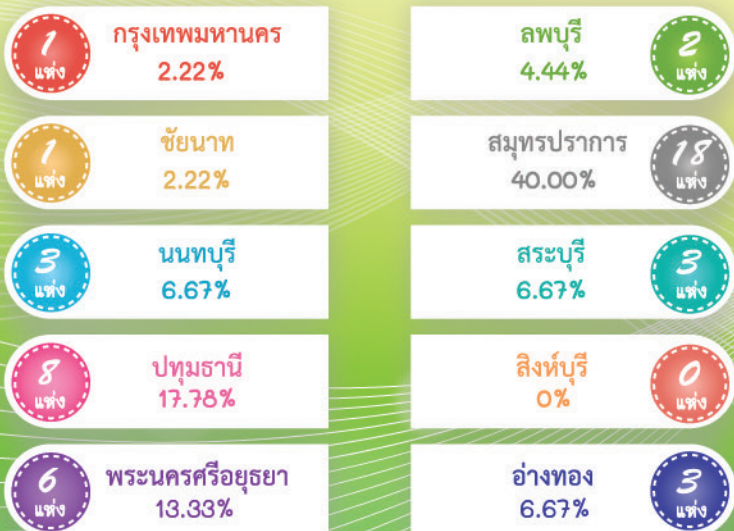 1
แห่ง
กรุงเทพมหานคร
2.22%
ลพบุรี
4.44%
2
แห่ง
1
แห่ง
ชัยนาท
2.22%
สมุทรปราการ
40.00%
18
แห่ง
3
แห่ง
นนทบุรี
6.67%
สระบุรี
6.67%
3
แห่ง
8
แห่ง
ปทุมธานี
17.78%
สิงห์บุรี
0%
0
แห่ง
6
แห่ง
พระนครศรีอยุธยา
13.33%
อ่างทอง
6.67%
3
แห่ง